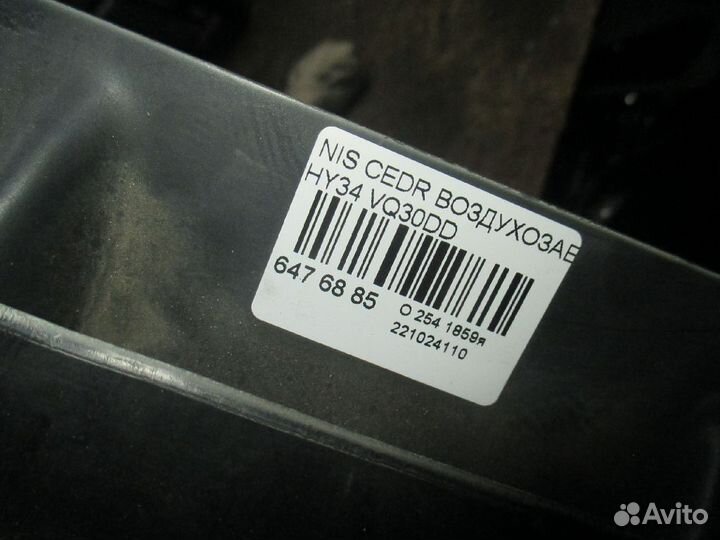 NIS CEDR ВОЗДУХОЗАБ
HY34 VQ30DD
647 68 85
О 254 1859я
221024110
Avito